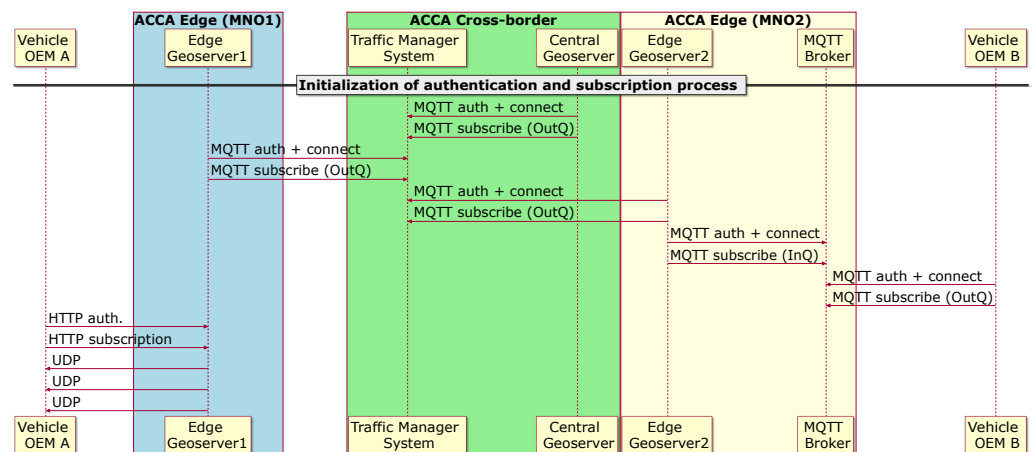 ACCA Edge (MNO1)
ACCA Cross-border
ACCA Edge (MNO2)
Vehicle
OEM A
Edge
Geoserver1
Traffic Manager
System
Central
Geoserver
Edge
Geoserver2
MQTT
Broker
Vehicle
OEM B
Initialization of authentication and subscription process
MQTT auth + connect
MQTT subscribe (OutQ)
MQTT auth + connect
MQTT subscribe (OutQ)
MQTT auth + connect
MQTT subscribe (OutQ)
MQTT auth + connect
MQTT subscribe (InQ)
MQTT auth + connect
MQTT subscribe (OutQ)
HTTP auth.
HTTP subscription
UDP
UDP
UDP
Vehicle
OEM A
Edge
Geoserver1
Traffic Manager
System
Central
Geoserver
Edge
Geoserver2
MQTT
Broker
Vehicle
OEM B